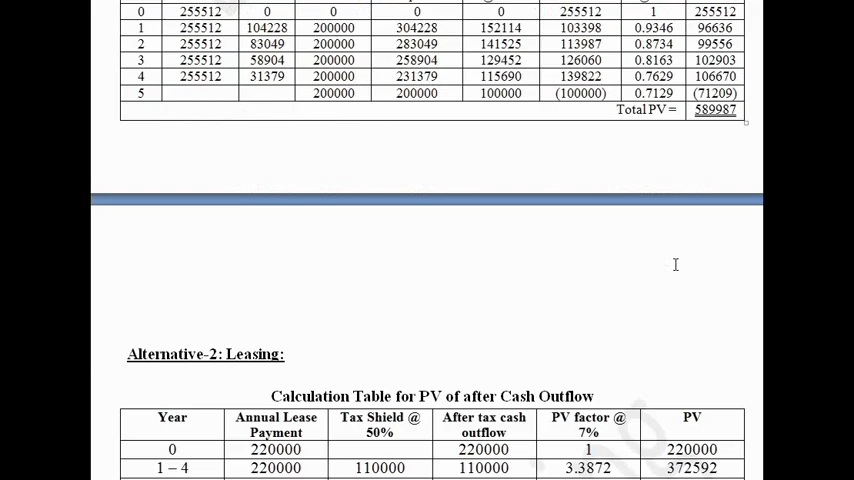 0 255512 0 0 0 0 255512 1 255512
1 255512 104228 200000 304228 152114 103398 0.9346 96636
2 255512 83049 200000 283049 141525 113987 0.8734 99556
3 255512 58904 200000 258904 129452 126060 0.8163 102903
4 255512 31379 200000 231379 115690 139822 0.7629 106670
5 200000 200000 100000 (100000) 0.7129 (71209)
Total PV = 589987
Alternative-2: Leasing:
Calculation Table for PV of after Cash Outflow
Year Annual Lease Payment Tax Shield @ 50% After tax cash outflow PV factor @ 7% PV
0 220000 220000 1 220000
1 – 4 220000 110000 110000 3.3872 372592